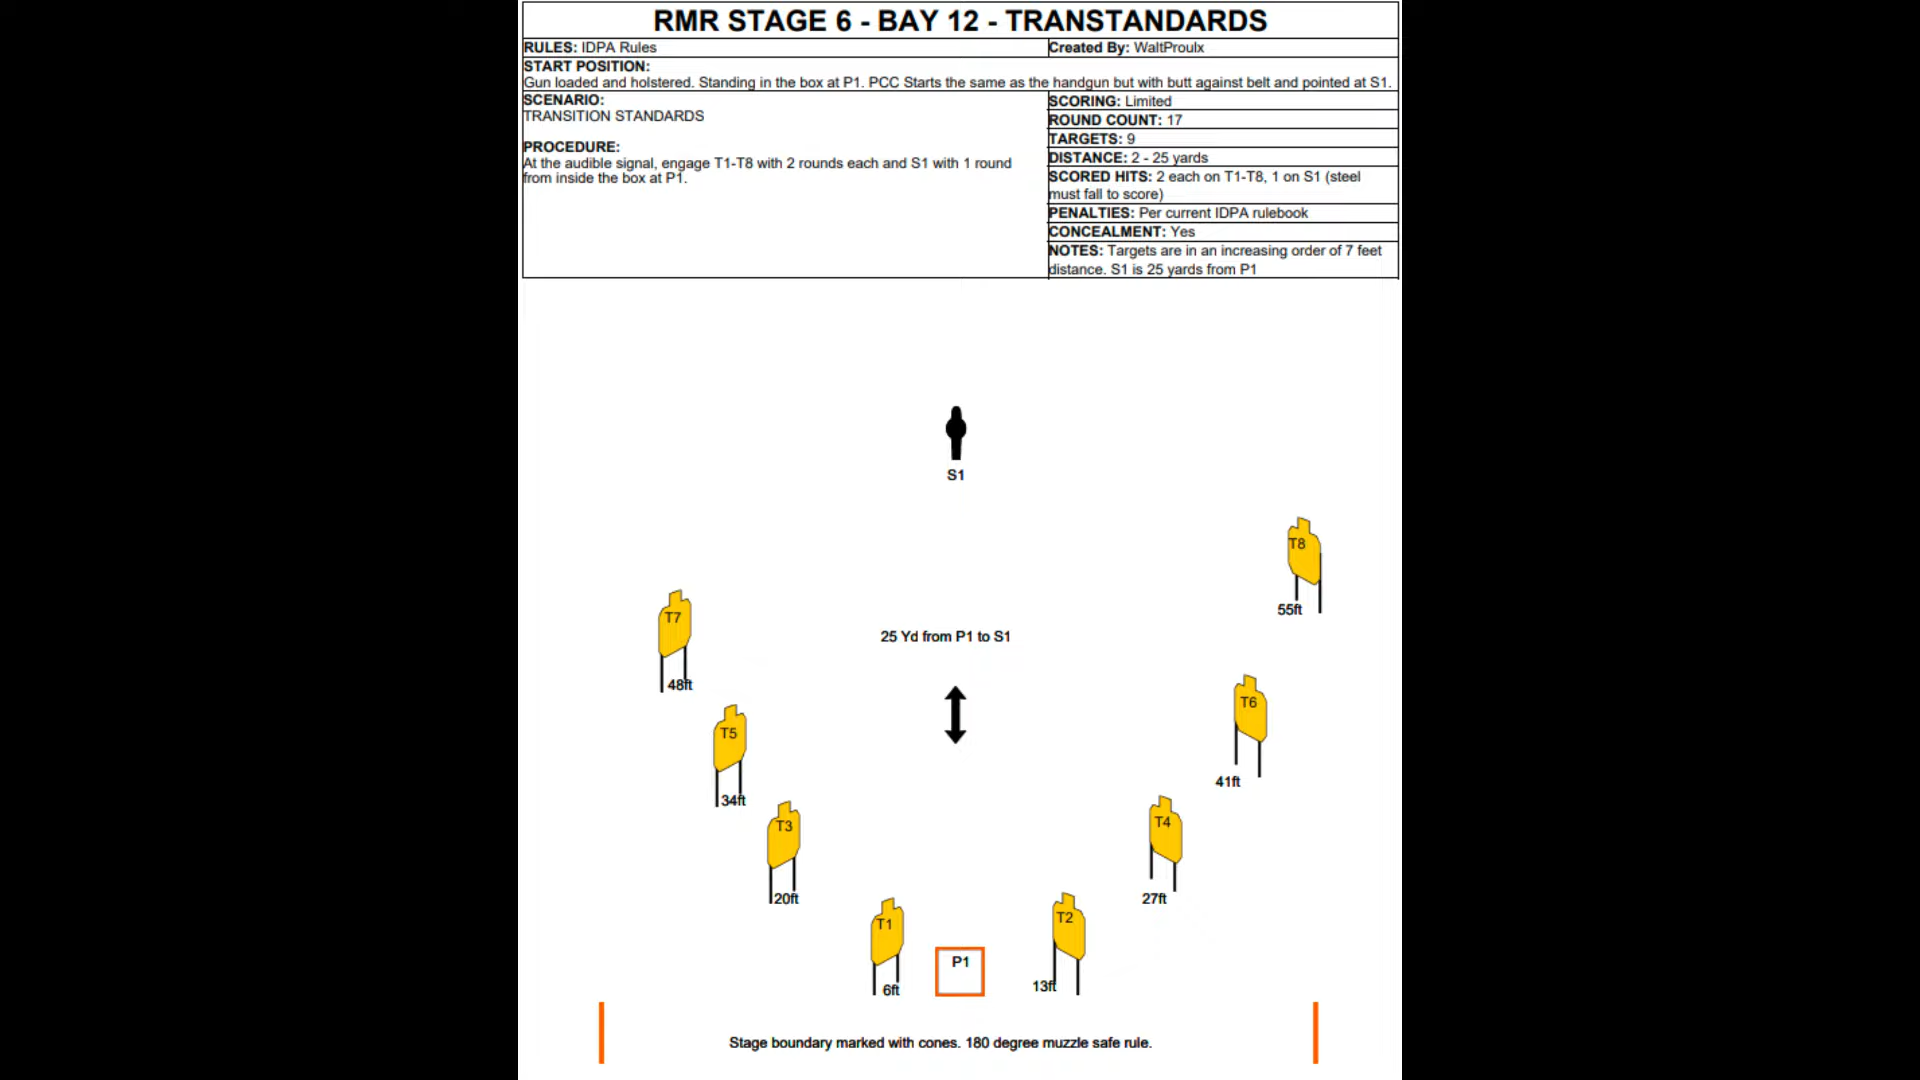 RMR STAGE 6 - BAY 12 - TRANSTANDARDS
RULES: IDPA Rules
Created By: WaltProulx
START POSITION:
Gun loaded and holstered. Standing in the box at P1. PCC Starts the same as the handgun but with butt against belt and pointed at S1.
SCENARIO:
TRANSITION STANDARDS
PROCEDURE:
At the audible signal, engage T1-T8 with 2 rounds each and S1 with 1 round
from inside the box at P1.
SCORING: Limited
ROUND COUNT: 17
TARGETS: 9
DISTANCE: 2 - 25 yards
SCORED HITS: 2 each on T1-T8, 1 on S1 (steel
must fall to score)
PENALTIES: Per current IDPA rulebook
CONCEALMENT: Yes
NOTES: Targets are in an increasing order of 7 feet
distance. S1 is 25 yards from P1
S1
T8
55ft
T7
48ft
25 Yd from P1 to S1
T6
41ft
T5
34ft
T3
20ft
T4
27ft
T1
6ft
P1
T2
13ft
Stage boundary marked with cones. 180 degree muzzle safe rule.